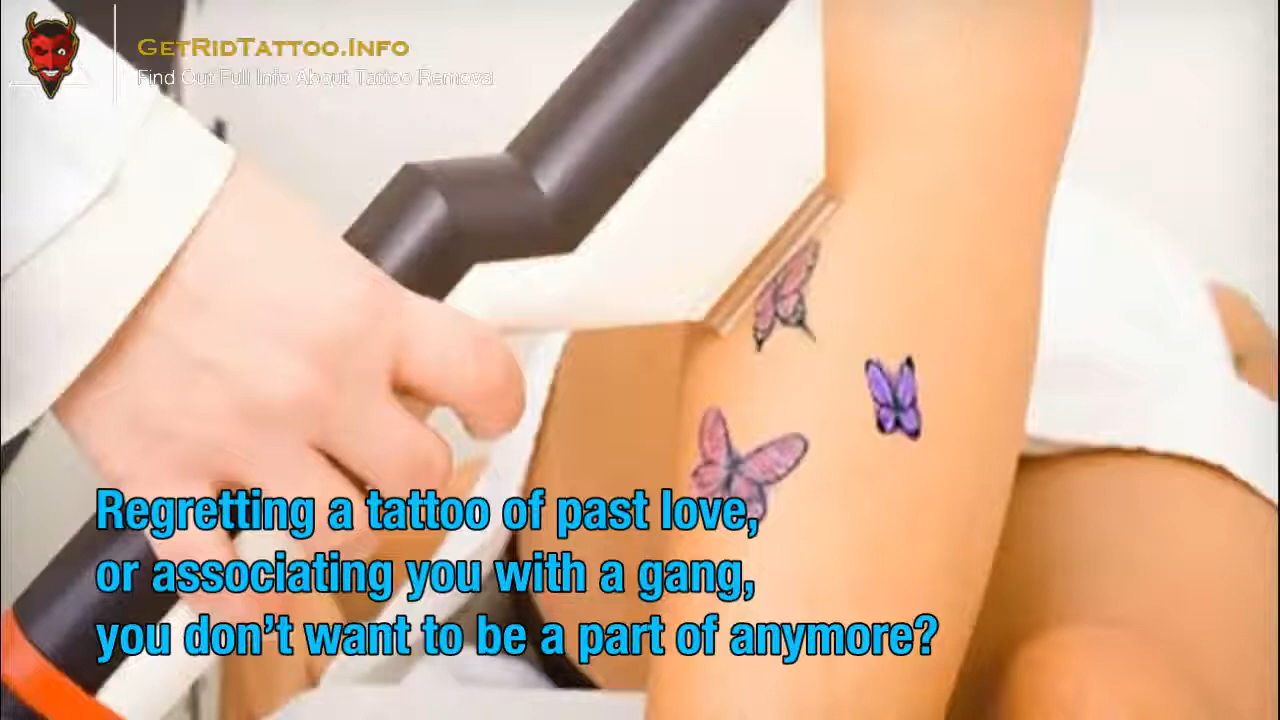 GetRidTattoo.Info
Find Out Full Info About Tattoo Removal
Regretting a tattoo of past love,
or associating you with a gang,
you don't want to be a part of anymore?